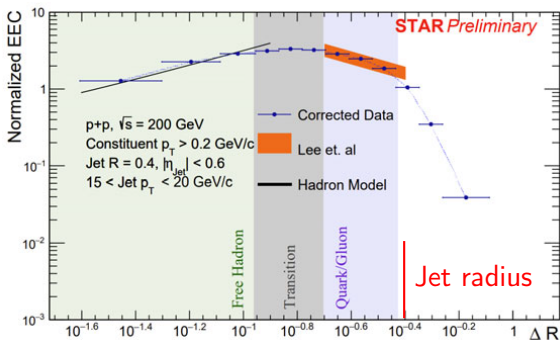 STAR Preliminary
Normalized EEC
10
1
10⁻¹
10⁻²
10⁻³
p+p, √s = 200 GeV
Constituent p_T > 0.2 GeV/c
Jet R = 0.4, |η_Jet| < 0.6
15 < Jet p_T < 20 GeV/c
Corrected Data
Lee et. al
Hadron Model
Free Hadron
Transition
Quark/Gluon
Jet radius
10⁻¹·⁶
10⁻¹·⁴
10⁻¹·²
10⁻¹
10⁻⁰·⁸
10⁻⁰·⁶
10⁻⁰·⁴
10⁻⁰·²
1
Δ R